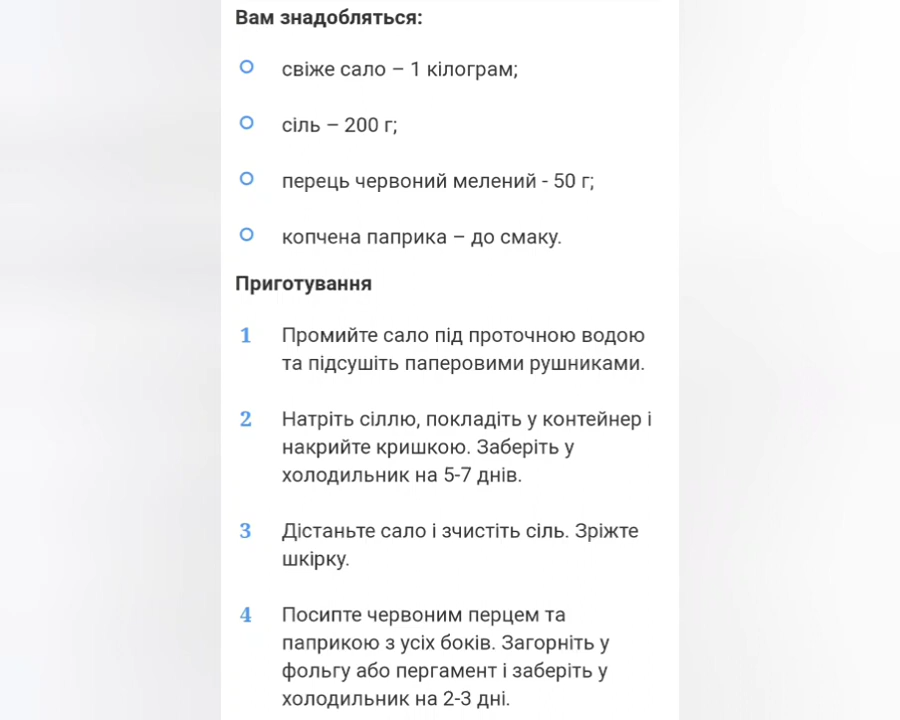 Вам знадобляться:
свіже сало – 1 кілограм;
сіль – 200 г;
перець червоний мелений - 50 г;
копчена паприка – до смаку.
Приготування
1 Промийте сало під проточною водою
та підсушіть паперовими рушниками.
2 Натріть сіллю, покладіть у контейнер і
накрийте кришкою. Заберіть у
холодильник на 5-7 днів.
3 Дістаньте сало і зчистіть сіль. Зріжте
шкірку.
4 Посипте червоним перцем та
паприкою з усіх боків. Загорніть у
фольгу або пергамент і заберіть у
холодильник на 2-3 дні.